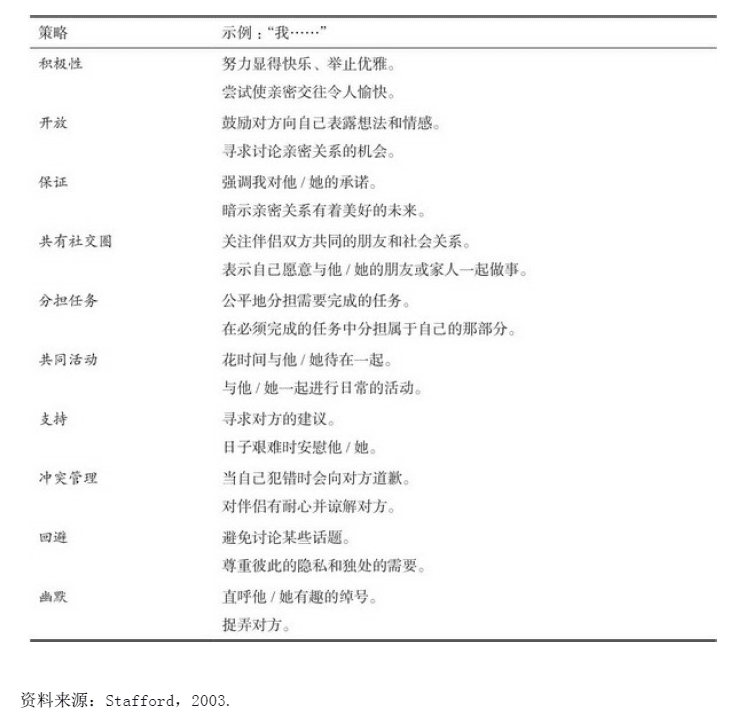 策略 示例：“我……”
积极性 努力显得快乐、举止优雅。
尝试使亲密交往令人愉快。
开放 鼓励对方向自己表露想法和情感。
寻求讨论亲密关系的机会。
保证 强调我对他 / 她的承诺。
暗示亲密关系有着美好的未来。
共有社交圈 关注伴侣双方共同的朋友和社会关系。
表示自己愿意与他 / 她的朋友或家人一起做事。
分担任务 公平地分担需要完成的任务。
在必须完成的任务中分担属于自己的那部分。
共同活动 花时间与他 / 她待在一起。
与他 / 她一起进行日常的活动。
支持 寻求对方的建议。
日子艰难时安慰他 / 她。
冲突管理 当自己犯错时会向对方道歉。
对伴侣有耐心并谅解对方。
回避 避免讨论某些话题。
尊重彼此的隐私和独处的需要。
幽默 直呼他 / 她有趣的绰号。
捉弄对方。
资料来源：Stafford，2003.